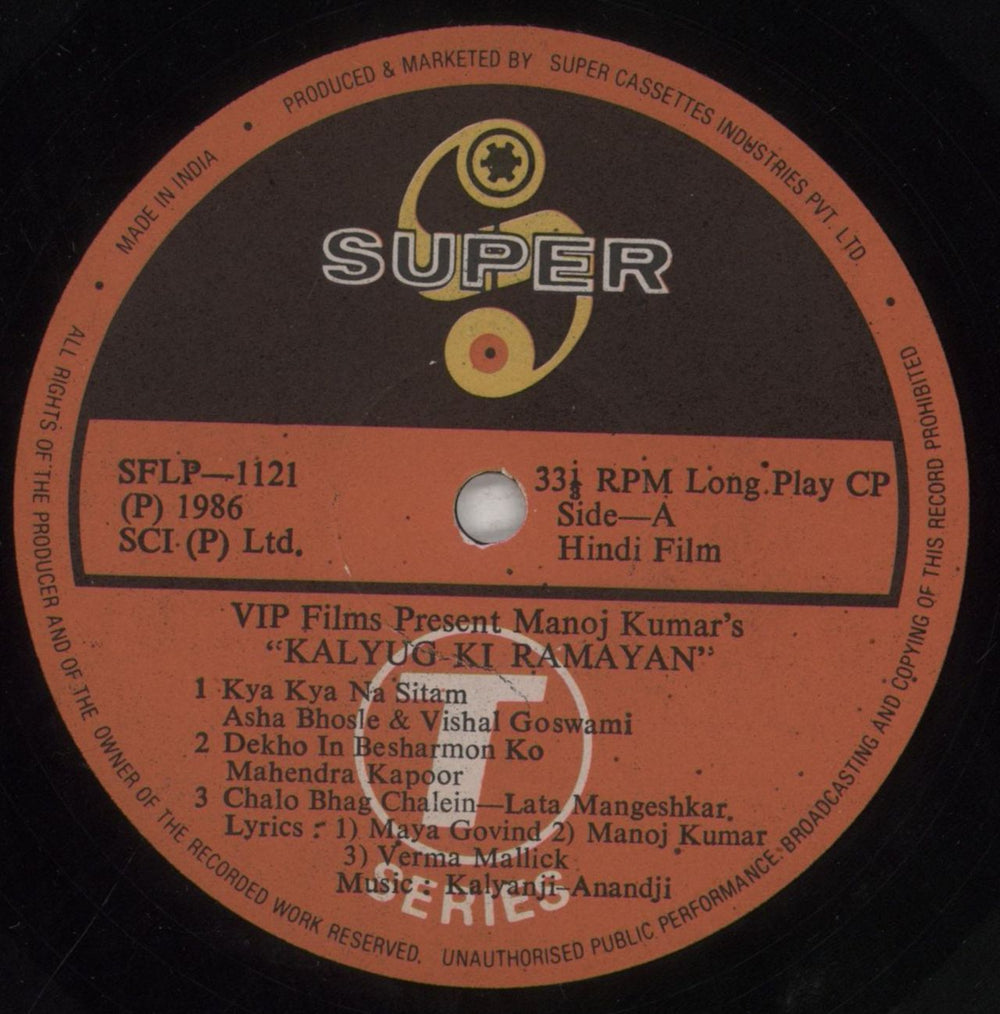 MADE IN INDIA • PRODUCED & MARKETED BY SUPER CASSETTES INDUSTRIES PVT. LTD.
SUPER
SFLP—1121
(P) 1986
SCI (P) Ltd.
33⅓ RPM Long Play CP
Side—A
Hindi Film
VIP Films Present Manoj Kumar's
“KALYUG KI RAMAYAN”
1 Kya Kya Na Sitam
Asha Bhosle & Vishal Goswami
2 Dekho In Besharmon Ko
Mahendra Kapoor
3 Chalo Bhag Chalein—Lata Mangeshkar.
Lyrics : 1) Maya Govind 2) Manoj Kumar
3) Verma Mallick
Music : Kalyanji-Anandji
T
SERIES
ALL RIGHTS OF THE PRODUCER AND OF THE OWNER OF THE RECORDED WORK RESERVED. UNAUTHORISED PUBLIC PERFORMANCE. BROADCASTING AND COPYING OF THIS RECORD PROHIBITED